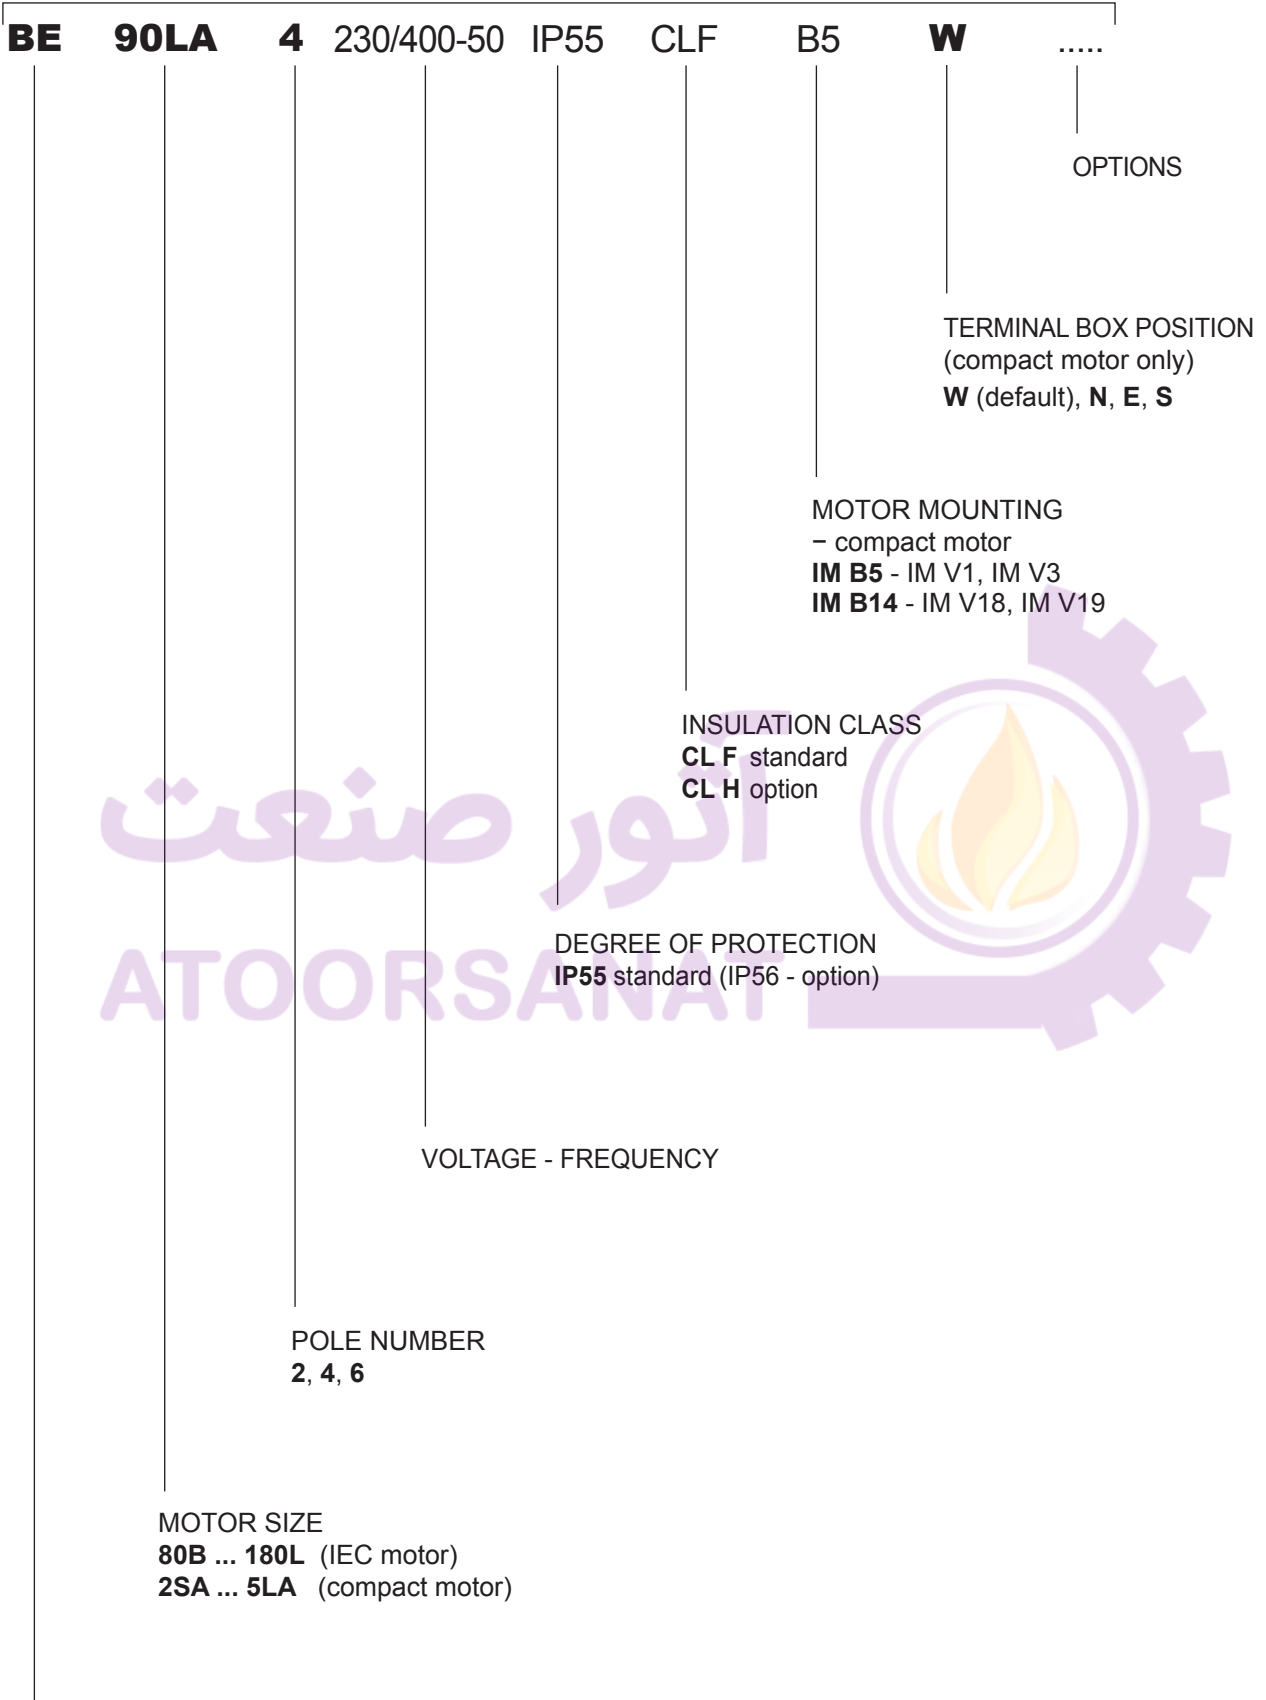 BE 90LA 4 230/400-50 IP55 CLF B5 W .....
OPTIONS
TERMINAL BOX POSITION
(compact motor only)
W (default), N, E, S
MOTOR MOUNTING
− compact motor
IM B5 - IM V1, IM V3
IM B14 - IM V18, IM V19
INSULATION CLASS
CL F standard
CL H option
آتور صنعت
DEGREE OF PROTECTION
IP55 standard (IP56 - option)
ATOORSANAT
VOLTAGE - FREQUENCY
POLE NUMBER
2, 4, 6
MOTOR SIZE
80B ... 180L (IEC motor)
2SA ... 5LA (compact motor)